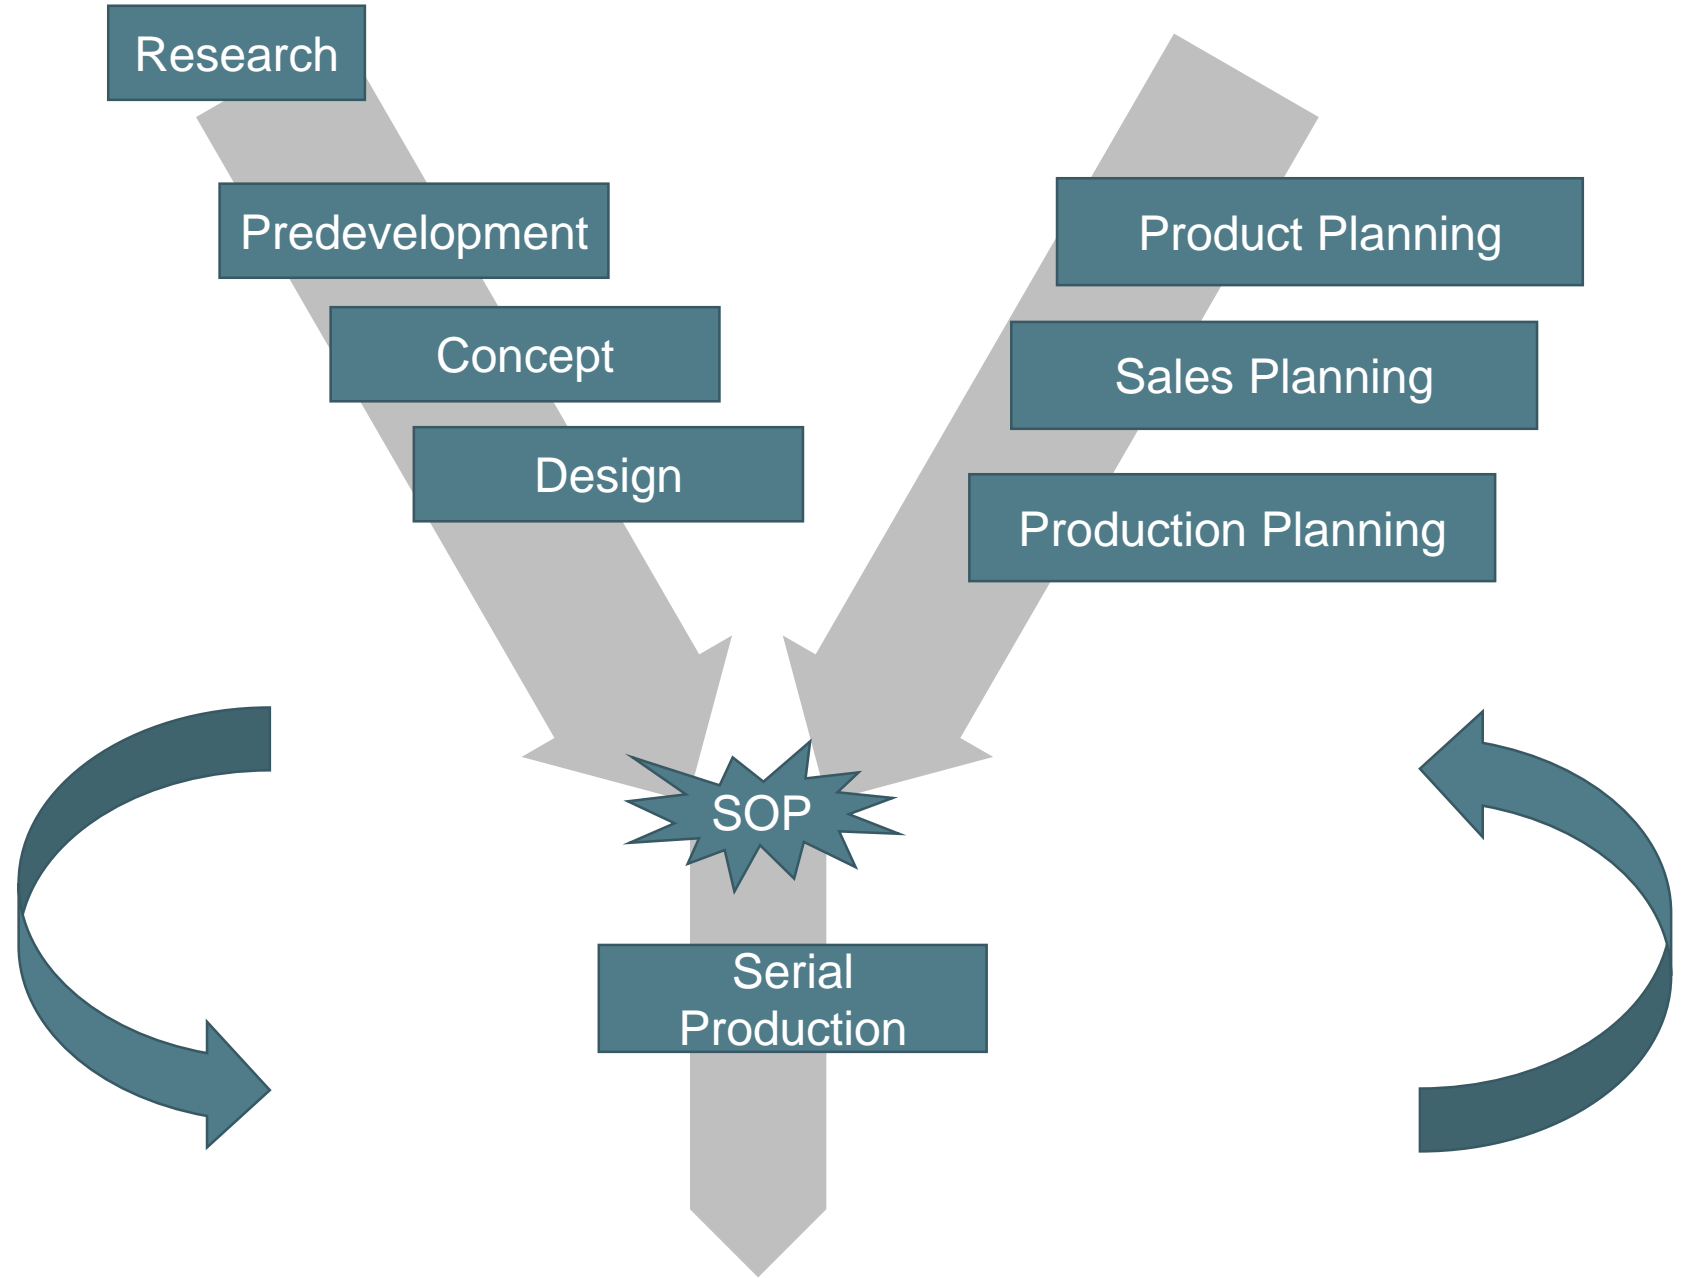 Research
Predevelopment
Concept
Design
Product Planning
Sales Planning
Production Planning
SOP
Serial
Production